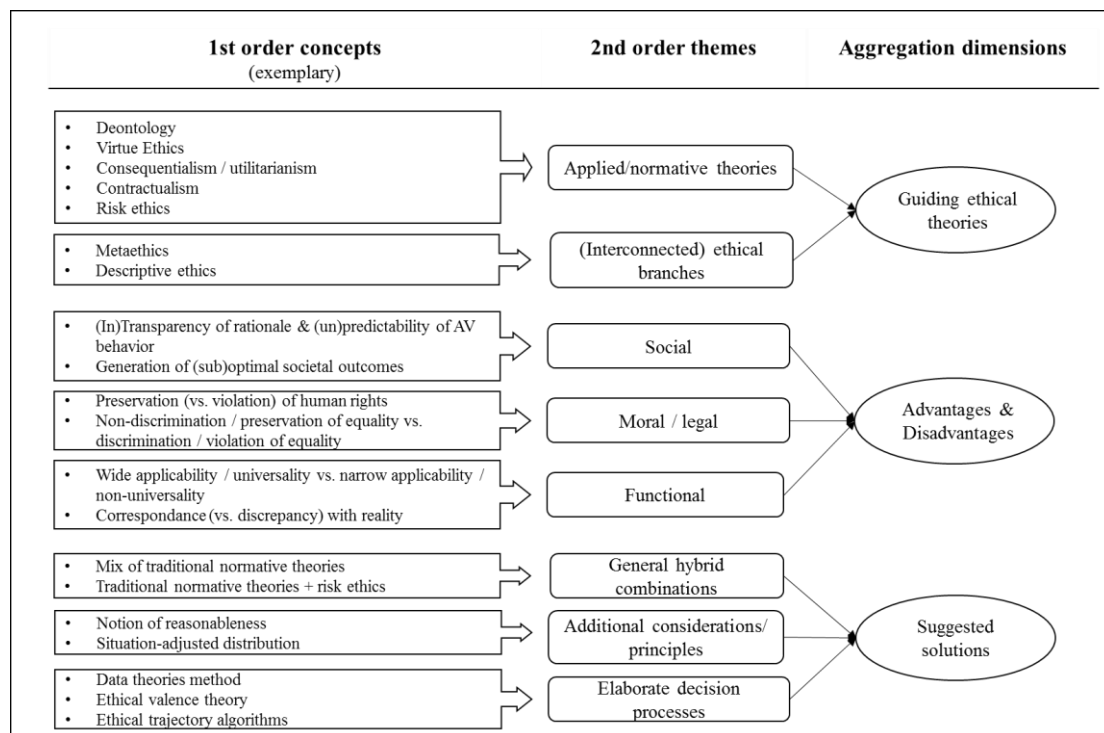 1st order concepts
(exemplary)
2nd order themes
Aggregation dimensions
• Deontology
• Virtue Ethics
• Consequentialism / utilitarianism
• Contractualism
• Risk ethics
Applied/normative theories
• Metaethics
• Descriptive ethics
(Interconnected) ethical
branches
Guiding ethical
theories
• (In)Transparency of rationale & (un)predictability of AV
behavior
• Generation of (sub)optimal societal outcomes
Social
• Preservation (vs. violation) of human rights
• Non-discrimination / preservation of equality vs.
discrimination / violation of equality
Moral / legal
• Wide applicability / universality vs. narrow applicability /
non-universality
• Correspondance (vs. discrepancy) with reality
Functional
Advantages &
Disadvantages
• Mix of traditional normative theories
• Traditional normative theories + risk ethics
General hybrid
combinations
• Notion of reasonableness
• Situation-adjusted distribution
Additional considerations/
principles
• Data theories method
• Ethical valence theory
• Ethical trajectory algorithms
Elaborate decision
processes
Suggested
solutions